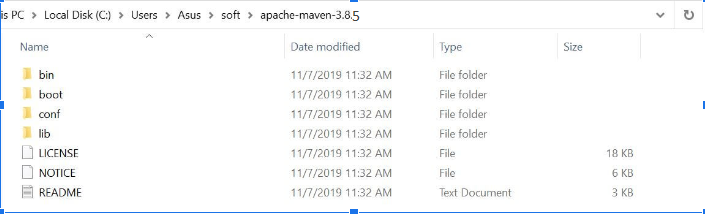 is PC > Local Disk (C:) > Users > Asus > soft > apache-maven-3.8.5
Name Date modified Type Size
bin 11/7/2019 11:32 AM File folder
boot 11/7/2019 11:32 AM File folder
conf 11/7/2019 11:32 AM File folder
lib 11/7/2019 11:32 AM File folder
LICENSE 11/7/2019 11:32 AM File 18 KB
NOTICE 11/7/2019 11:32 AM File 6 KB
README 11/7/2019 11:32 AM Text Document 3 KB